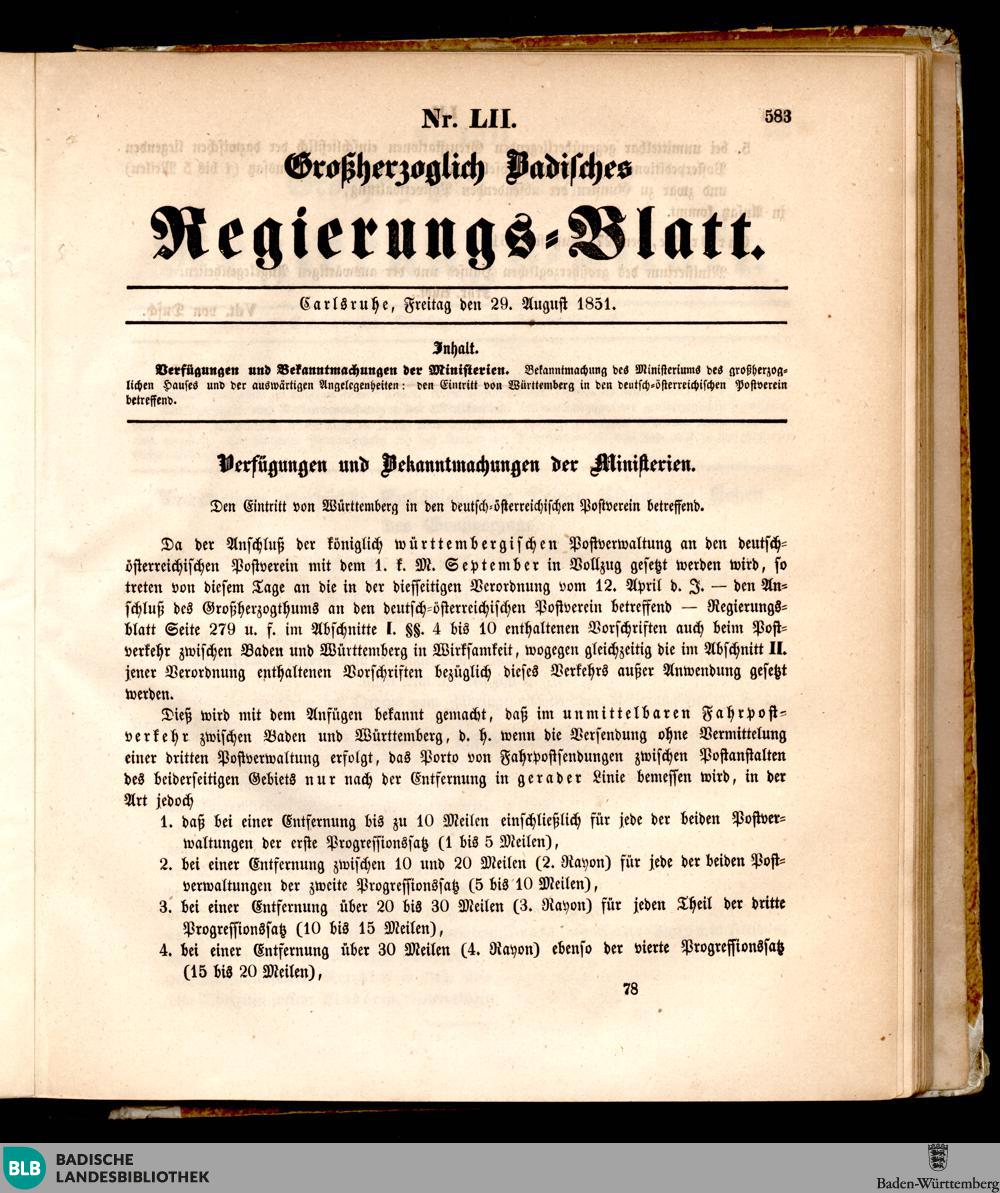 Nr. LII.
583
Großherzoglich Badisches
Regierungs-Blatt.
Carlsruhe, Freitag den 29. August 1851.
Inhalt.
Verfügungen und Bekanntmachungen der Ministerien. Bekanntmachung des Ministeriums des großherzog-
lichen Hauses und der auswärtigen Angelegenheiten: den Eintritt von Württemberg in den deutsch-österreichischen Postverein
betreffend.
Verfügungen und Bekanntmachungen der Ministerien.
Den Eintritt von Württemberg in den deutsch-österreichischen Postverein betreffend.
Da der Anschluß der königlich württembergischen Postverwaltung an den deutsch-
österreichischen Postverein mit dem 1. k. M. September in Vollzug gesetzt werden wird, so
treten von diesem Tage an die in der diesseitigen Verordnung vom 12. April d. J. — den An-
schluß des Großherzogthums an den deutsch-österreichischen Postverein betreffend — Regierungs-
blatt Seite 279 u. f. im Abschnitte I. §§. 4 bis 10 enthaltenen Vorschriften auch beim Post-
verkehr zwischen Baden und Württemberg in Wirksamkeit, wogegen gleichzeitig die im Abschnitt II.
jener Verordnung enthaltenen Vorschriften bezüglich dieses Verkehrs außer Anwendung gesetzt
werden.
Dieß wird mit dem Anfügen bekannt gemacht, daß im unmittelbaren Fahrpost-
verkehr zwischen Baden und Württemberg, d. h. wenn die Versendung ohne Vermittelung
einer dritten Postverwaltung erfolgt, das Porto von Fahrpostsendungen zwischen Postanstalten
des beiderseitigen Gebiets nur nach der Entfernung in gerader Linie bemessen wird, in der
Art jedoch
1. daß bei einer Entfernung bis zu 10 Meilen einschließlich für jede der beiden Postver-
waltungen der erste Progressionssatz (1 bis 5 Meilen),
2. bei einer Entfernung zwischen 10 und 20 Meilen (2. Rayon) für jede der beiden Post-
verwaltungen der zweite Progressionssatz (5 bis 10 Meilen),
3. bei einer Entfernung über 20 bis 30 Meilen (3. Rayon) für jeden Theil der dritte
Progressionssatz (10 bis 15 Meilen),
4. bei einer Entfernung über 30 Meilen (4. Rayon) ebenso der vierte Progressionssatz
(15 bis 20 Meilen),
78
BLB
BADISCHE
LANDESBIBLIOTHEK
Baden-Württemberg